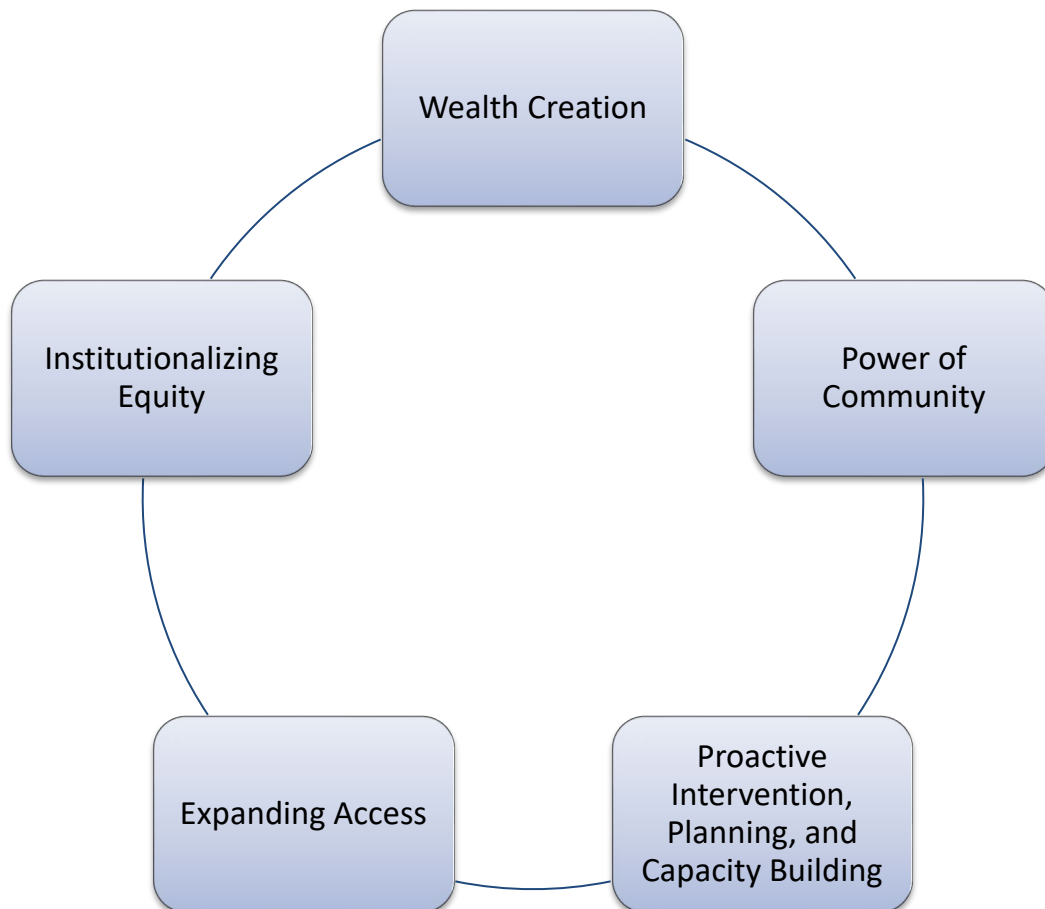 Wealth Creation
Power of
Community
Proactive
Intervention,
Planning, and
Capacity Building
Expanding Access
Institutionalizing
Equity